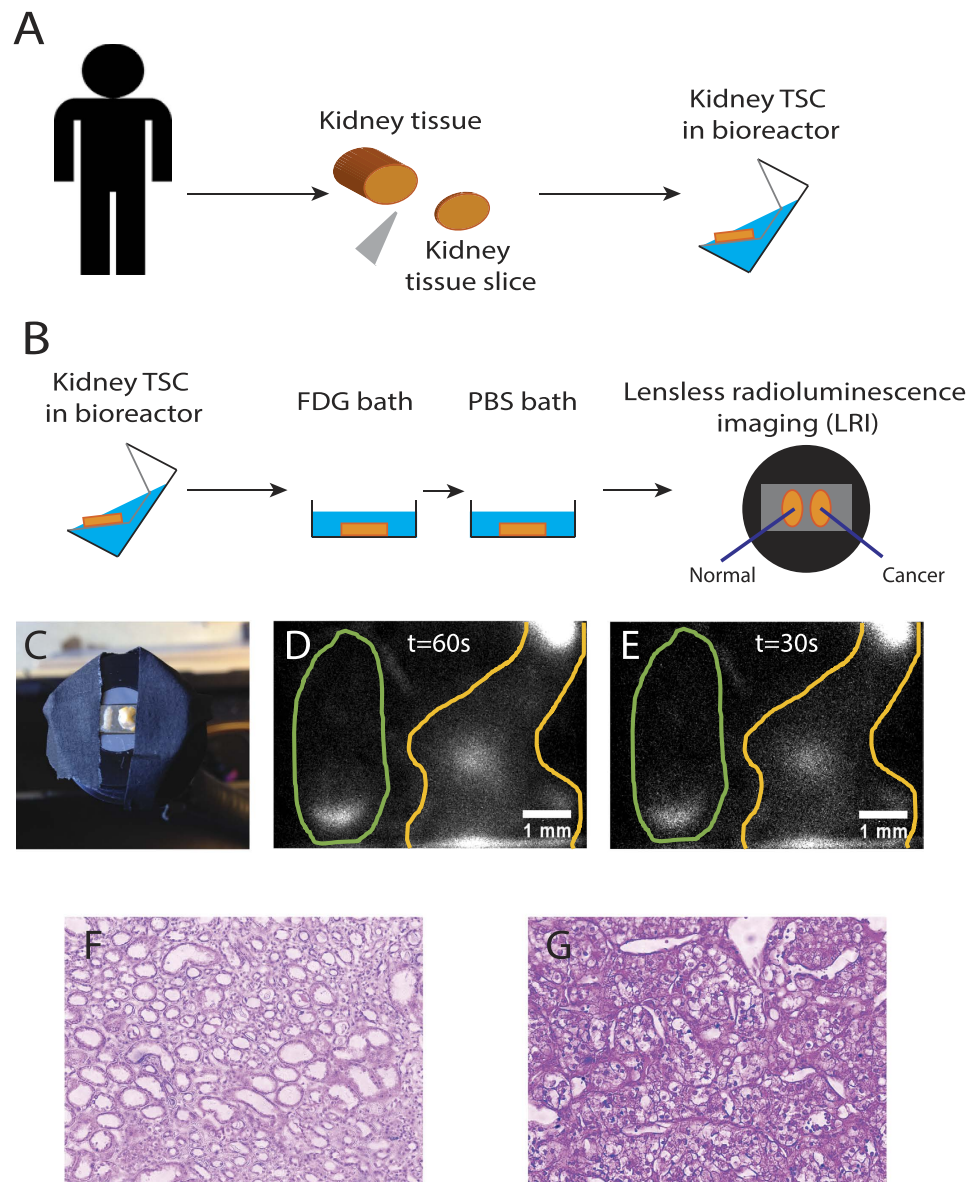 A
Kidney tissue
Kidney
tissue slice
Kidney TSC
in bioreactor
B
Kidney TSC
in bioreactor
FDG bath
PBS bath
Lensless radioluminescence
imaging (LRI)
Normal
Cancer
C
D
t=60s
1 mm
E
t=30s
1 mm
F
G